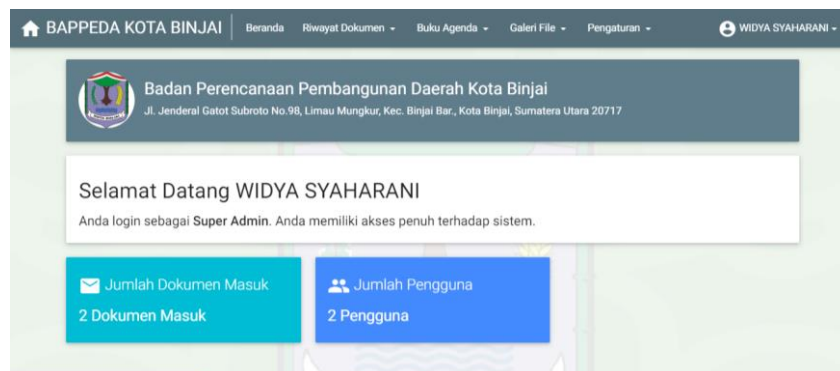 BAPPEDA KOTA BINJAI Beranda Riwayat Dokumen Buku Agenda Galeri File Pengaturan WIDYA SYAHARANI
Badan Perencanaan Pembangunan Daerah Kota Binjai
Jl. Jenderal Gatot Subroto No.98, Limau Mungkur, Kec. Binjai Bar., Kota Binjai, Sumatera Utara 20717
Selamat Datang WIDYA SYAHARANI
Anda login sebagai Super Admin. Anda memiliki akses penuh terhadap sistem.
Jumlah Dokumen Masuk
2 Dokumen Masuk
Jumlah Pengguna
2 Pengguna